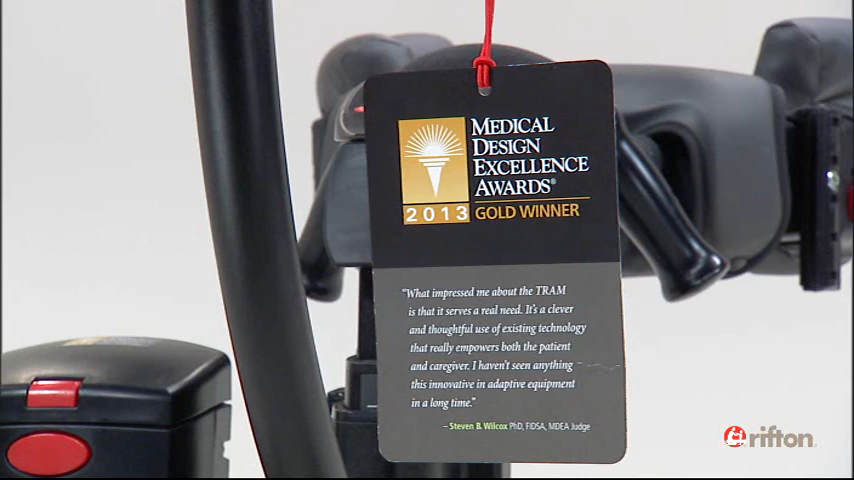 MEDICAL
DESIGN
EXCELLENCE
AWARDS®
2013 GOLD WINNER
"What impressed me about the TRAM
is that it serves a real need. It's a clever
and thoughtful use of existing technology
that really empowers both the patient
and caregiver. I haven't seen anything
this innovative in adaptive equipment
in a long time."
– Steven B. Wilcox PhD, FIDSA, MDEA Judge
rifton